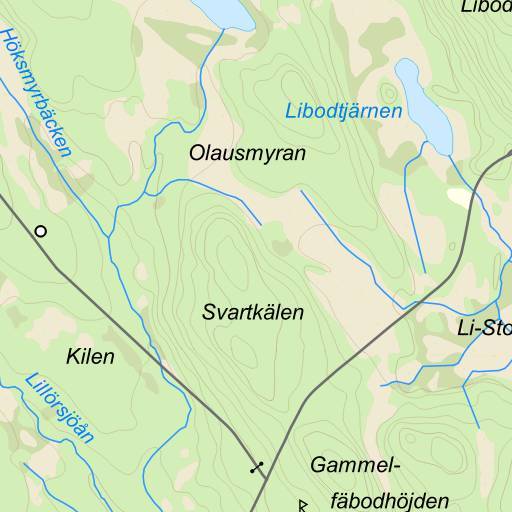 Libod
Höksmyrbäcken
Libodtjärnen
Olausmyran
Svartkälen
Li-Sto
Kilen
Lillörsjöån
Gammel-
fäbodhöjden